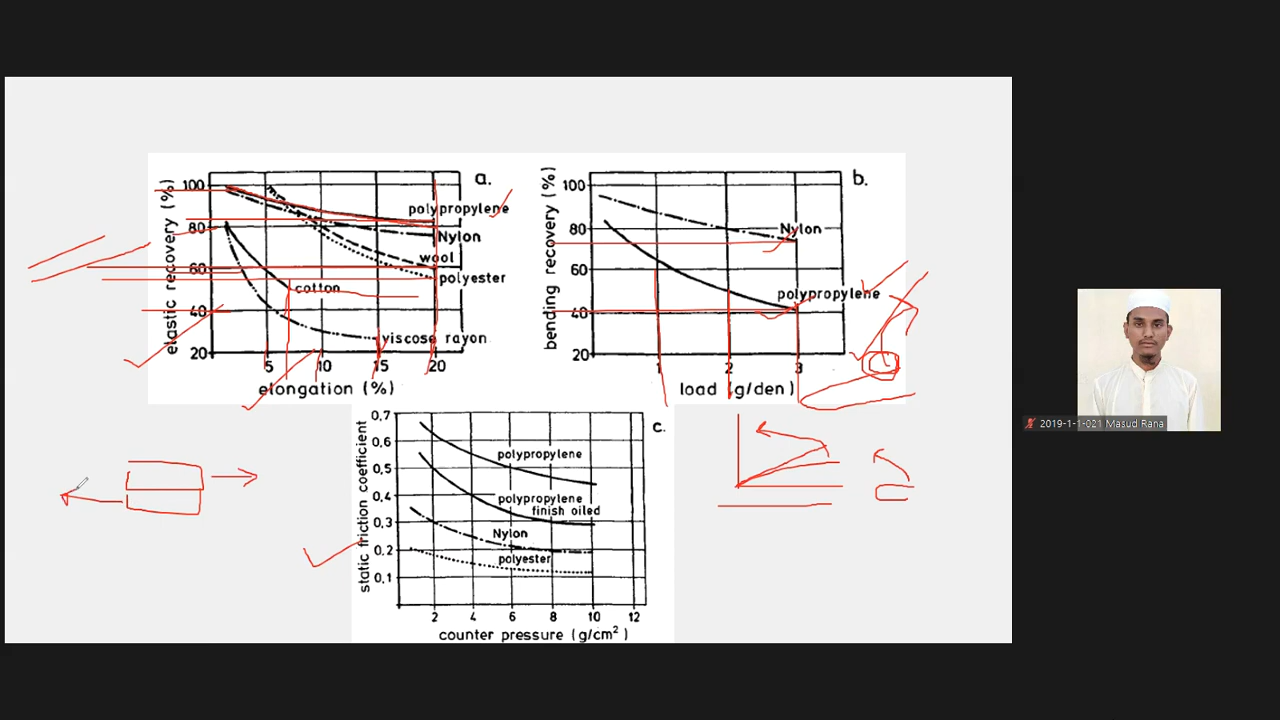 a.
elastic recovery (%)
100
80
60
40
20
polypropylene
Nylon
wool
polyester
cotton
viscose rayon
5 10 15 20
elongation (%)
b.
bending recovery (%)
100
80
60
40
20
Nylon
polypropylene
1 2 3
load (g/den)
c.
static friction coefficient
0,7
0,6
0,5
0,4
0,3
0,2
0,1
polypropylene
polypropylene
finish oiled
Nylon
polyester
2 4 6 8 10 12
counter pressure (g/cm²)
2019-1-1-021 Masud Rana